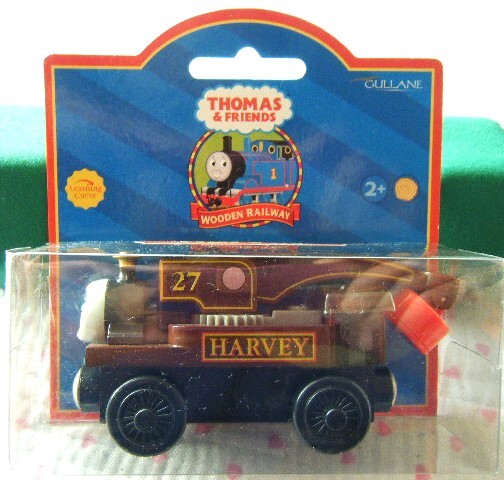 GULLANE
THOMAS
& FRIENDS
1
Learning
Curve
2+
WOODEN RAILWAY
27
HARVEY